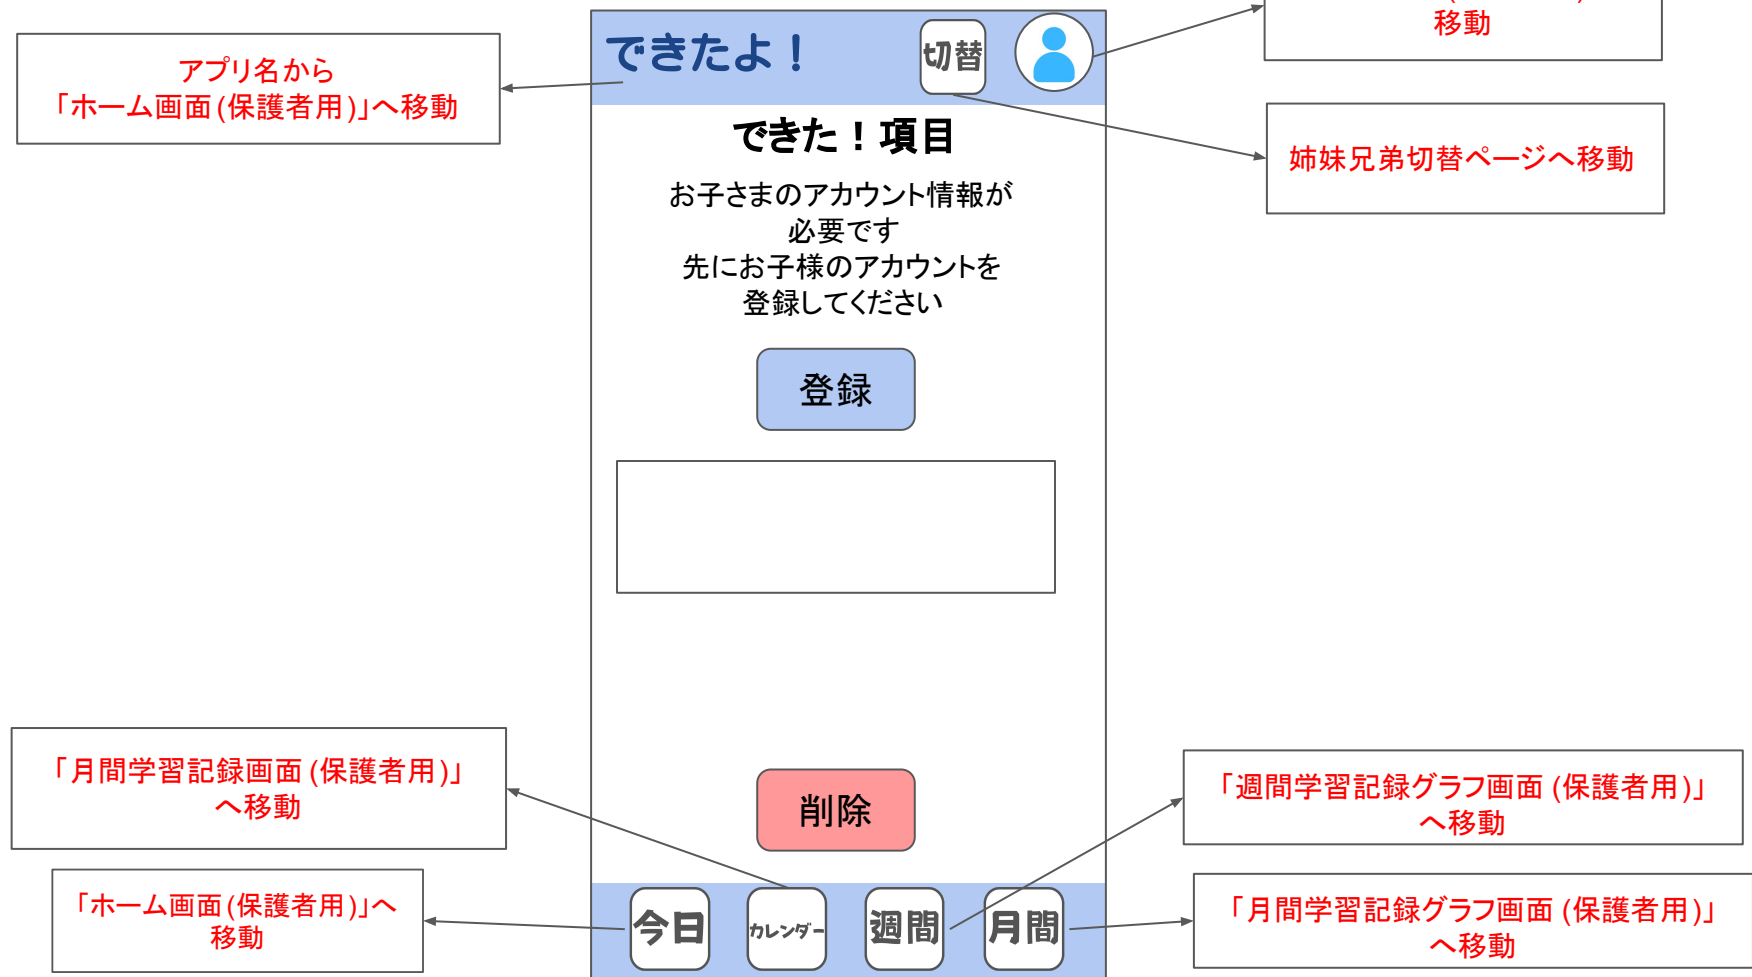 移動
できたよ！
切替
アプリ名から
「ホーム画面(保護者用)」へ移動
できた！項目
姉妹兄弟切替ページへ移動
お子さまのアカウント情報が
必要です
先にお子様のアカウントを
登録してください
登録
「月間学習記録画面(保護者用)」
へ移動
削除
「週間学習記録グラフ画面(保護者用)」
へ移動
「ホーム画面(保護者用)」へ
移動
今日
カレンダー
週間
月間
「月間学習記録グラフ画面(保護者用)」
へ移動